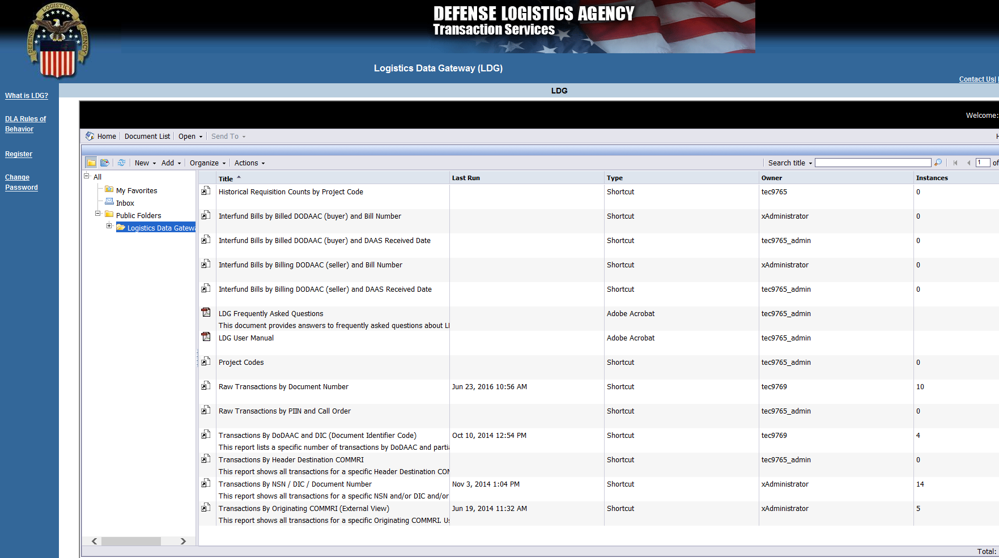 LOGISTICS
DEFENSE
AGENCY
DEFENSE LOGISTICS AGENCY
Transaction Services
Logistics Data Gateway (LDG)
Contact Us|
What is LDG?
LDG
DLA Rules of
Behavior
Welcome:
Home
Document List
Open
Send To
Register
New
Add
Organize
Actions
Search title
1
of
Change
Password
All
My Favorites
Inbox
Public Folders
Logistics Data Gatewa
Title
Last Run
Type
Owner
Instances
Historical Requisition Counts by Project Code Shortcut tec9765 0
Interfund Bills by Billed DODAAC (buyer) and Bill Number Shortcut xAdministrator 0
Interfund Bills by Billed DODAAC (buyer) and DAAS Received Date Shortcut tec9765_admin 0
Interfund Bills by Billing DODAAC (seller) and Bill Number Shortcut xAdministrator 0
Interfund Bills by Billing DODAAC (seller) and DAAS Received Date Shortcut tec9765_admin 0
LDG Frequently Asked Questions Adobe Acrobat tec9765_admin
This document provides answers to frequently asked questions about LI
LDG User Manual Adobe Acrobat tec9765_admin
Project Codes Shortcut tec9765_admin 0
Raw Transactions by Document Number Jun 23, 2016 10:56 AM Shortcut tec9769 10
Raw Transactions by PIIN and Call Order Shortcut tec9765_admin 0
Transactions By DoDAAC and DIC (Document Identifier Code) Oct 10, 2014 12:54 PM Shortcut tec9769 4
This report lists a specific number of transactions by DoDAAC and partia
Transactions By Header Destination COMMRI Shortcut tec9765_admin 0
This report shows all transactions for a specific Header Destination COM
Transactions By NSN / DIC / Document Number Nov 3, 2014 1:04 PM Shortcut xAdministrator 14
This report shows all transactions for a specific NSN and/or DIC and/or
Transactions By Originating COMMRI (External View) Jun 19, 2014 11:32 AM Shortcut xAdministrator 5
This report shows all transactions for a specific Originating COMMRI. Us
Total: